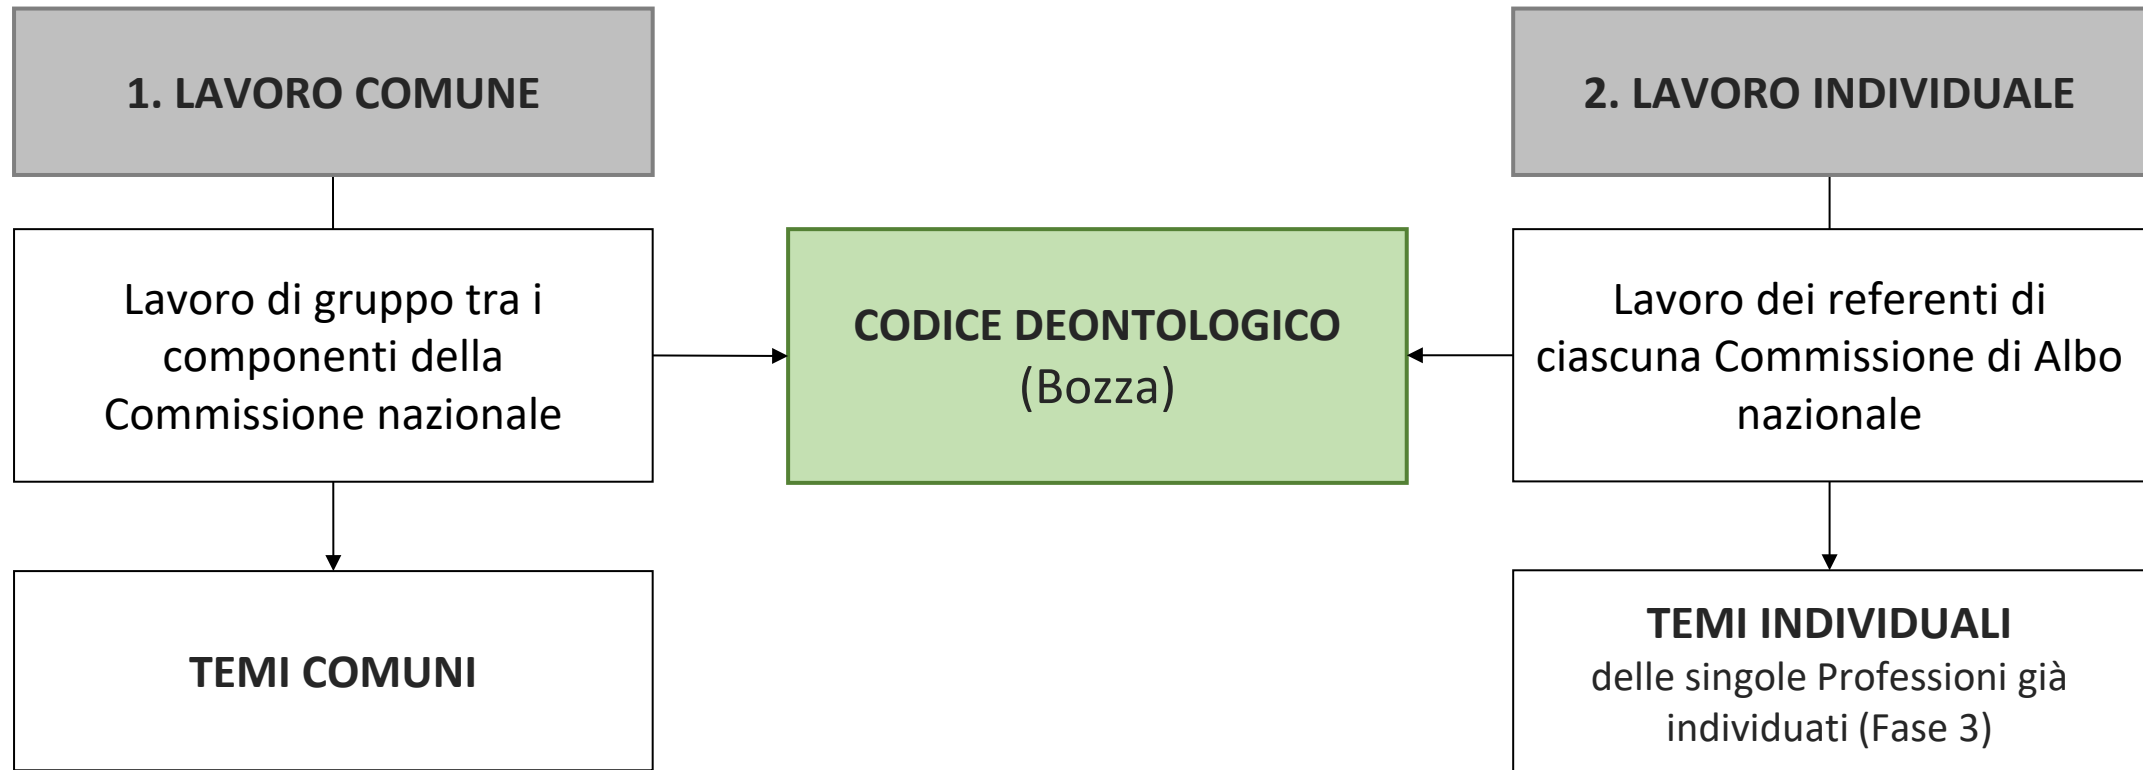 1. LAVORO COMUNE
Lavoro di gruppo tra i
componenti della
Commissione nazionale
TEMI COMUNI
CODICE DEONTOLOGICO
(Bozza)
2. LAVORO INDIVIDUALE
Lavoro dei referenti di
ciascuna Commissione di Albo
nazionale
TEMI INDIVIDUALI
delle singole Professioni già
individuati (Fase 3)